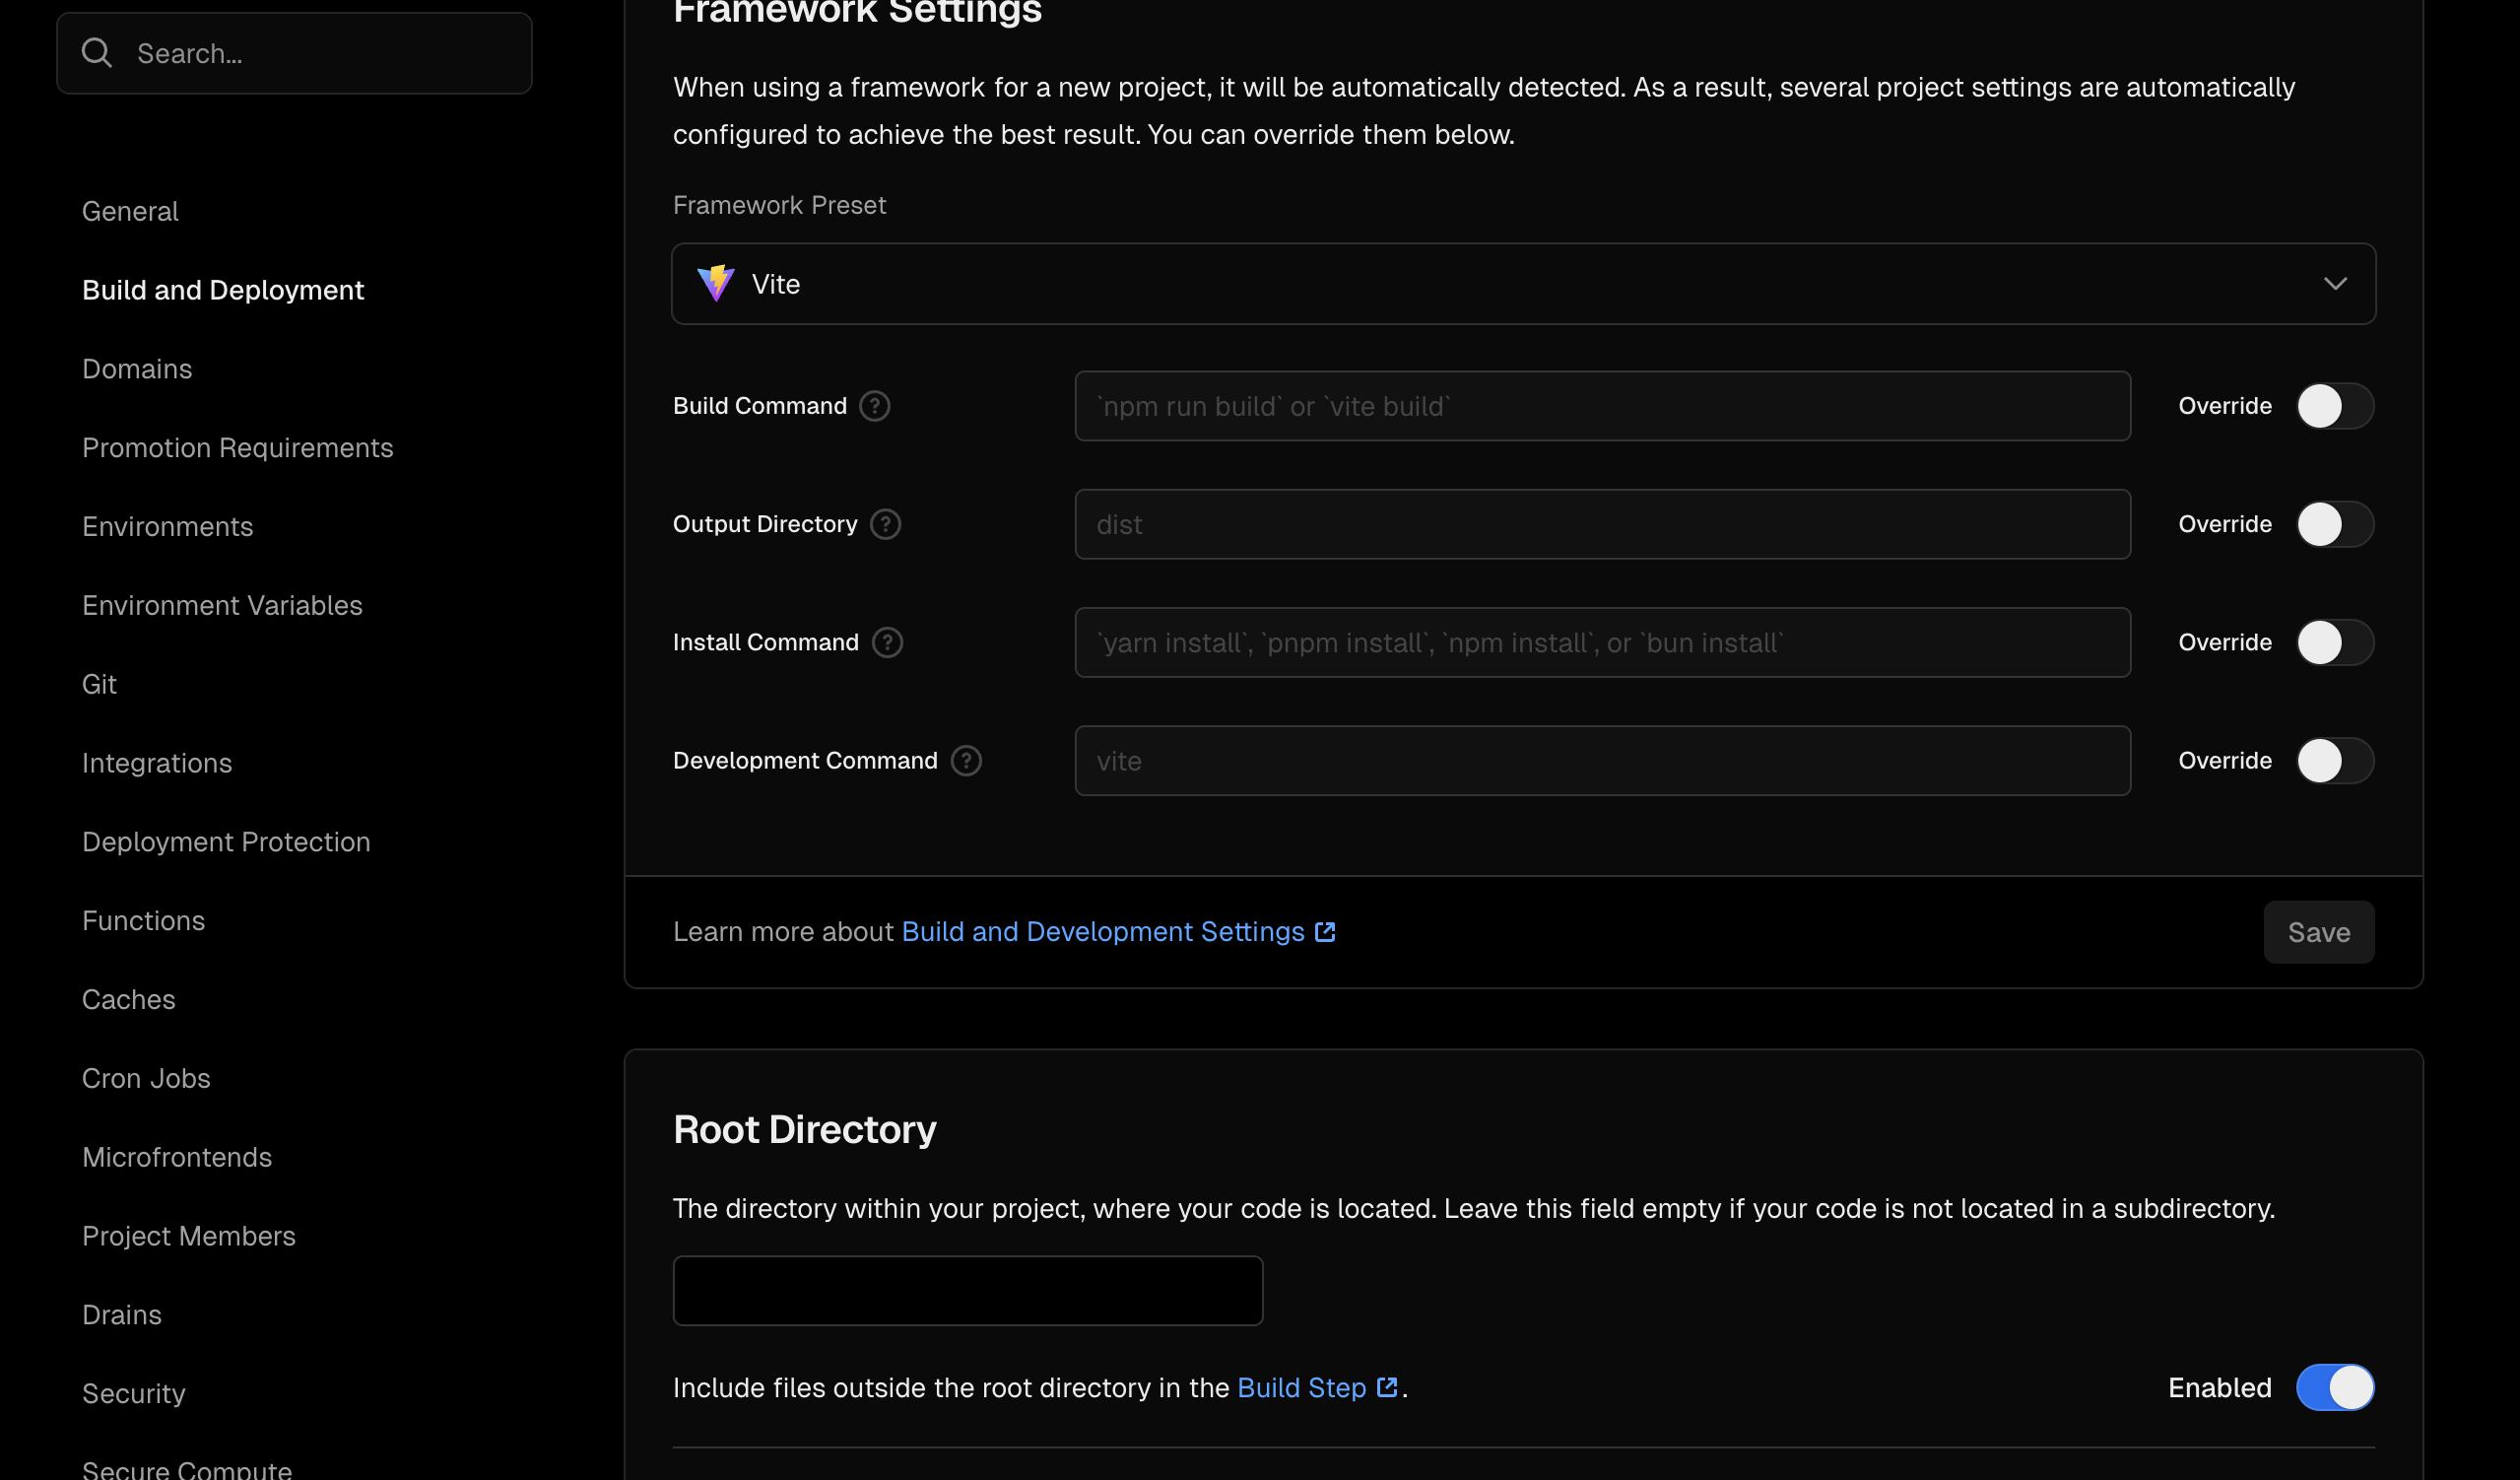 Search...
General
Build and Deployment
Domains
Promotion Requirements
Environments
Environment Variables
Git
Integrations
Deployment Protection
Functions
Caches
Cron Jobs
Microfrontends
Project Members
Drains
Security
Secure Compute
Framework Settings
When using a framework for a new project, it will be automatically detected. As a result, several project settings are automatically
configured to achieve the best result. You can override them below.
Framework Preset
Vite
Build Command ?
`npm run build` or `vite build`
Override
Output Directory ?
dist
Override
Install Command ?
`yarn install`, `pnpm install`, `npm install`, or `bun install`
Override
Development Command ?
vite
Override
Learn more about Build and Development Settings
Save
Root Directory
The directory within your project, where your code is located. Leave this field empty if your code is not located in a subdirectory.
Include files outside the root directory in the Build Step .
Enabled